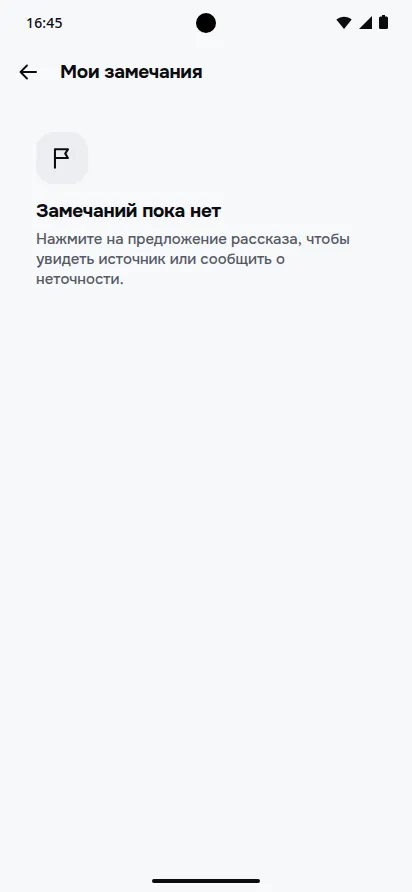 16:45
Мои замечания
Замечаний пока нет
Нажмите на предложение рассказа, чтобы
увидеть источник или сообщить о
неточности.